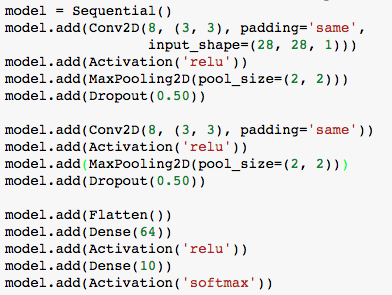 model = Sequential()
model.add(Conv2D(8, (3, 3), padding='same',
                 input_shape=(28, 28, 1)))
model.add(Activation('relu'))
model.add(MaxPooling2D(pool_size=(2, 2)))
model.add(Dropout(0.50))

model.add(Conv2D(8, (3, 3), padding='same'))
model.add(Activation('relu'))
model.add(MaxPooling2D(pool_size=(2, 2)))
model.add(Dropout(0.50))

model.add(Flatten())
model.add(Dense(64))
model.add(Activation('relu'))
model.add(Dense(10))
model.add(Activation('softmax'))